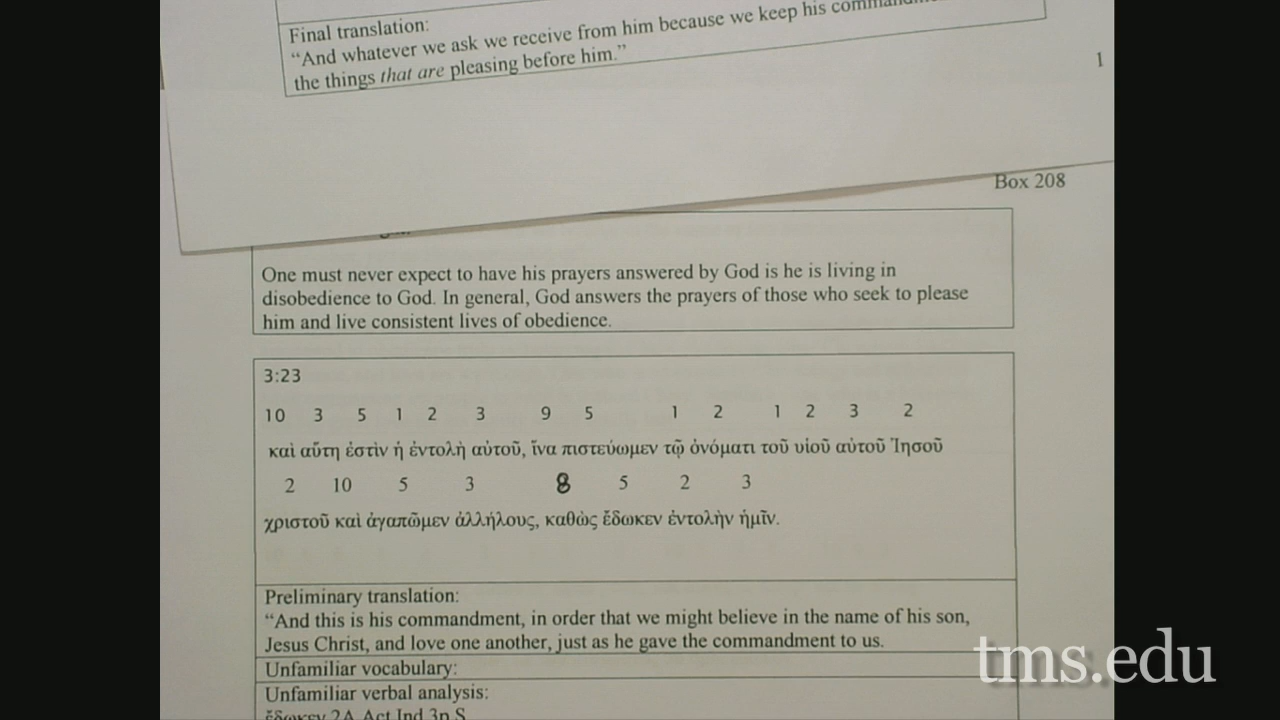 Final translation:
“And whatever we ask we receive from him because we keep his
the things that are pleasing before him.”
1
Box 208
One must never expect to have his prayers answered by God is he is living in
disobedience to God. In general, God answers the prayers of those who seek to please
him and live consistent lives of obedience.
3:23
10 3 5 1 2 3 9 5 1 2 1 2 3 2
καὶ αὕτη ἐστὶν ἡ ἐντολὴ αὐτοῦ, ἵνα πιστεύωμεν τῷ ὀνόματι τοῦ υἱοῦ αὐτοῦ Ἰησοῦ
2 10 5 3 8 5 2 3
χριστοῦ καὶ ἀγαπῶμεν ἀλλήλους, καθὼς ἔδωκεν ἐντολὴν ἡμῖν.
Preliminary translation:
“And this is his commandment, in order that we might believe in the name of his son,
Jesus Christ, and love one another, just as he gave the commandment to us.
tms.edu
Unfamiliar vocabulary:
Unfamiliar verbal analysis:
ἔδωκεν 2A Act Ind 3p S